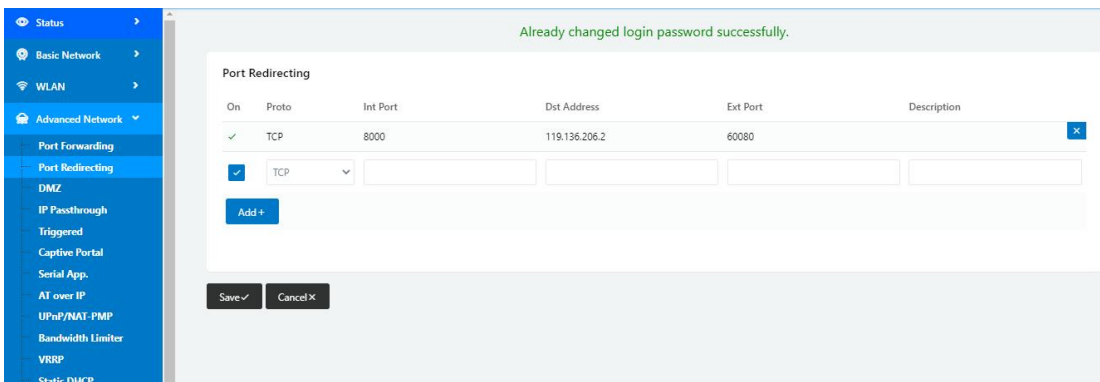 Status
Basic Network
WLAN
Advanced Network
Port Forwarding
Port Redirecting
DMZ
IP Passthrough
Triggered
Captive Portal
Serial App.
AT over IP
UPnP/NAT-PMP
Bandwidth Limiter
VRRP
Static DHCP
Already changed login password successfully.
Port Redirecting
On Proto Int Port Dst Address Ext Port Description
TCP 8000 119.136.206.2 60080
TCP
Add+
Save Cancel